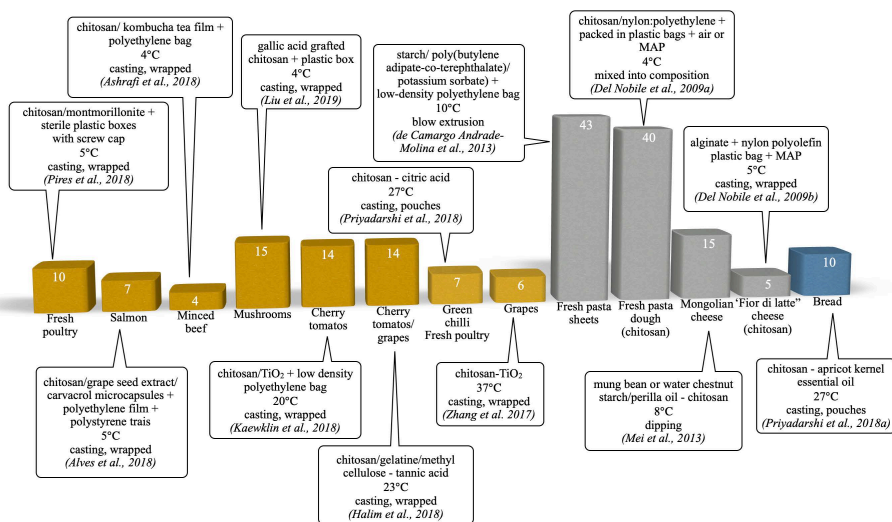 chitosan/ kombucha tea film +
polyethylene bag
4°C
casting, wrapped
(Ashrafi et al., 2018)
gallic acid grafted
chitosan + plastic box
4°C
casting, wrapped
(Liu et al., 2019)
starch/ poly(butylene
adipate-co-terephthalate)/
potassium sorbate) +
low-density polyethylene bag
10°C
blow extrusion
(de Camargo Andrade-
Molina et al., 2013)
chitosan/nylon:polyethylene +
packed in plastic bags + air or
MAP
4°C
mixed into composition
(Del Nobile et al., 2009a)
chitosan/montmorillonite +
sterile plastic boxes
with screw cap
5°C
casting, wrapped
(Pires et al., 2018)
chitosan - citric acid
27°C
casting, pouches
(Priyadarshi et al., 2018)
alginate + nylon polyolefin
plastic bag + MAP
5°C
casting, wrapped
(Del Nobile et al., 2009b)
10
7
4
15
14
14
7
6
43
40
15
5
10
Fresh
poultry
Salmon
Minced
beef
Mushrooms
Cherry
tomatos
Cherry
tomatos/
grapes
Green
chilli
Fresh poultry
Grapes
Fresh pasta
sheets
Fresh pasta
dough
(chitosan)
Mongolian
cheese
‘Fior di latte”
cheese
(chitosan)
Bread
chitosan/grape seed extract/
carvacrol microcapsules +
polyethylene film +
polystyrene trais
5°C
casting, wrapped
(Alves et al., 2018)
chitosan/TiO₂ + low density
polyethylene bag
20°C
casting, wrapped
(Kaewklin et al., 2018)
chitosan/gelatine/methyl
cellulose - tannic acid
23°C
casting, wrapped
(Halim et al., 2018)
chitosan-TiO₂
37°C
casting, wrapped
(Zhang et al. 2017)
mung bean or water chestnut
starch/perilla oil - chitosan
8°C
dipping
(Mei et al., 2013)
chitosan - apricot kernel
essential oil
27°C
casting, pouches
(Priyadarshi et al., 2018a)